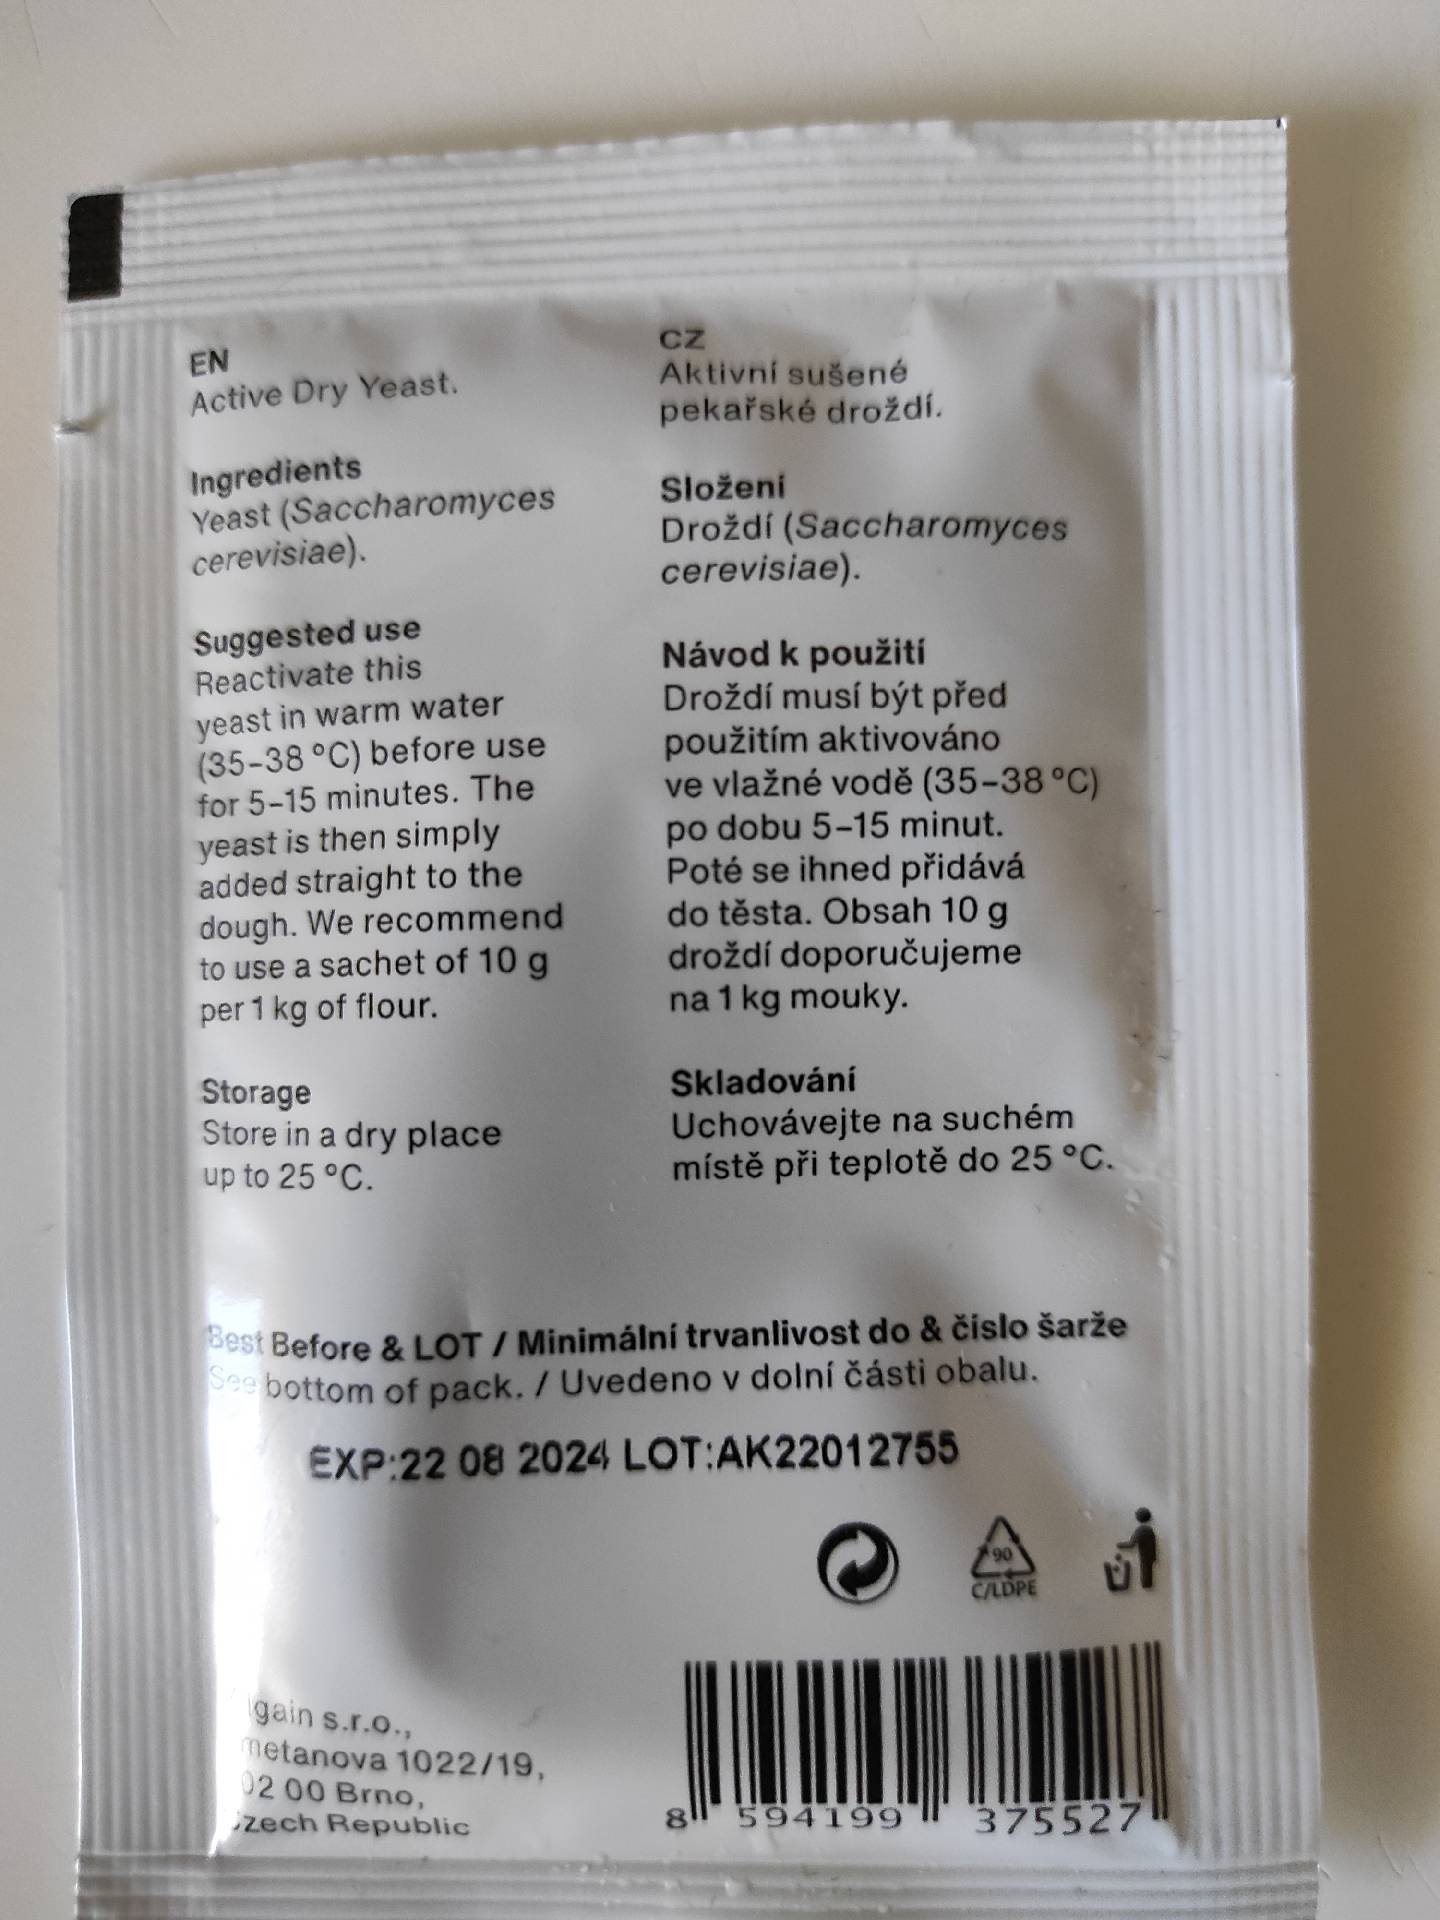 EN
Active Dry Yeast.
Ingredients
Yeast (Saccharomyces
cerevisiae).
Suggested use
Reactivate this
yeast in warm water
(35–38 °C) before use
for 5–15 minutes. The
yeast is then simply
added straight to the
dough. We recommend
to use a sachet of 10 g
per 1 kg of flour.
Storage
Store in a dry place
up to 25 °C.
CZ
Aktivní sušené
pekařské droždí.
Složení
Droždí (Saccharomyces
cerevisiae).
Návod k použití
Droždí musí být před
použitím aktivováno
ve vlažné vodě (35–38 °C)
po dobu 5–15 minut.
Poté se ihned přidává
do těsta. Obsah 10 g
droždí doporučujeme
na 1 kg mouky.
Skladování
Uchovávejte na suchém
místě při teplotě do 25 °C.
Best Before & LOT / Minimální trvanlivost do & číslo šarže
See bottom of pack. / Uvedeno v dolní části obalu.
EXP:22 08 2024 LOT:AK22012755
90
C/LDPE
s.r.o.,
1022/19,
00 Brno,
Czech Republic
8 594199 375527